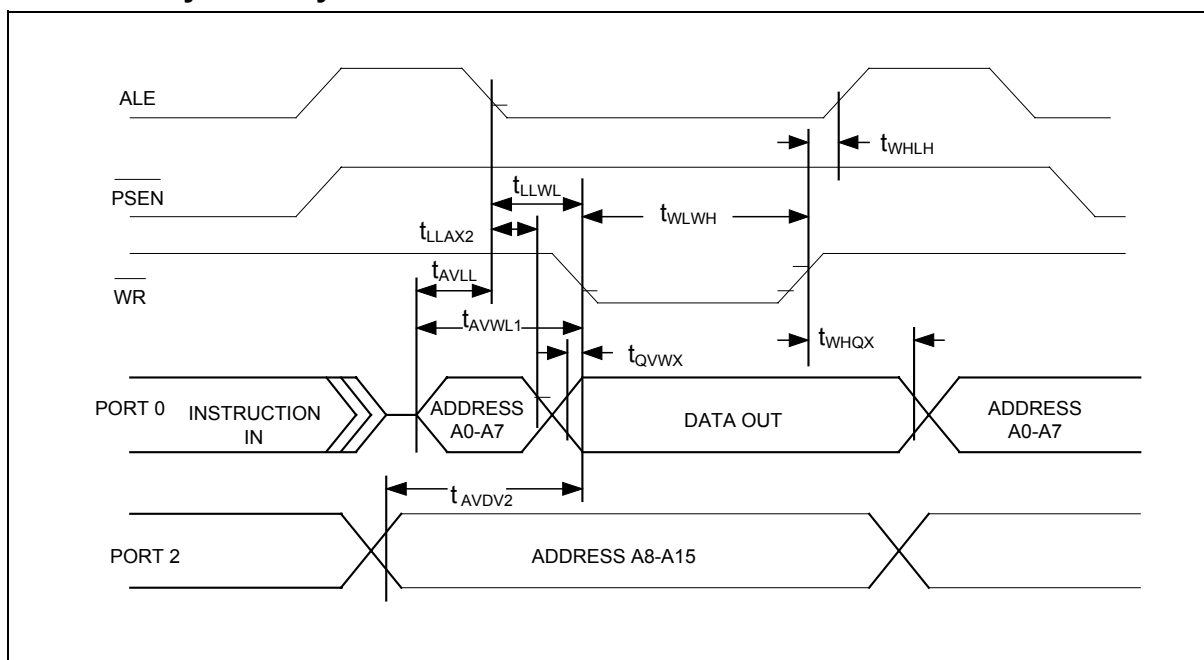 ALE
tWHLH
PSEN
tLLWL
tWLWH
tLLAX2
tAVLL
WR
tAVWL1
tWHQX
tQVWX
PORT 0
INSTRUCTION
IN
ADDRESS
A0-A7
DATA OUT
ADDRESS
A0-A7
tAVDV2
PORT 2
ADDRESS A8-A15